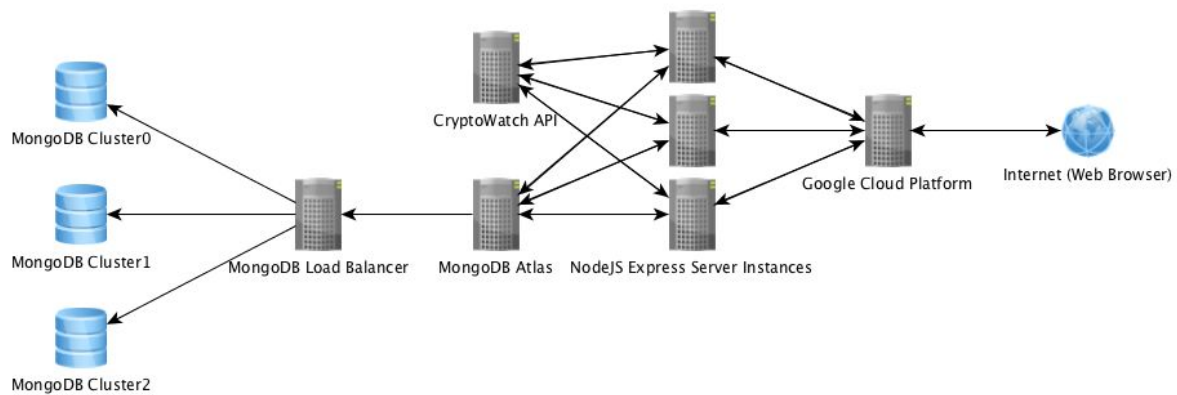 MongoDB Cluster0
CryptoWatch API
Google Cloud Platform
Internet (Web Browser)
MongoDB Cluster1
MongoDB Load Balancer
MongoDB Atlas
NodeJS Express Server Instances
MongoDB Cluster2